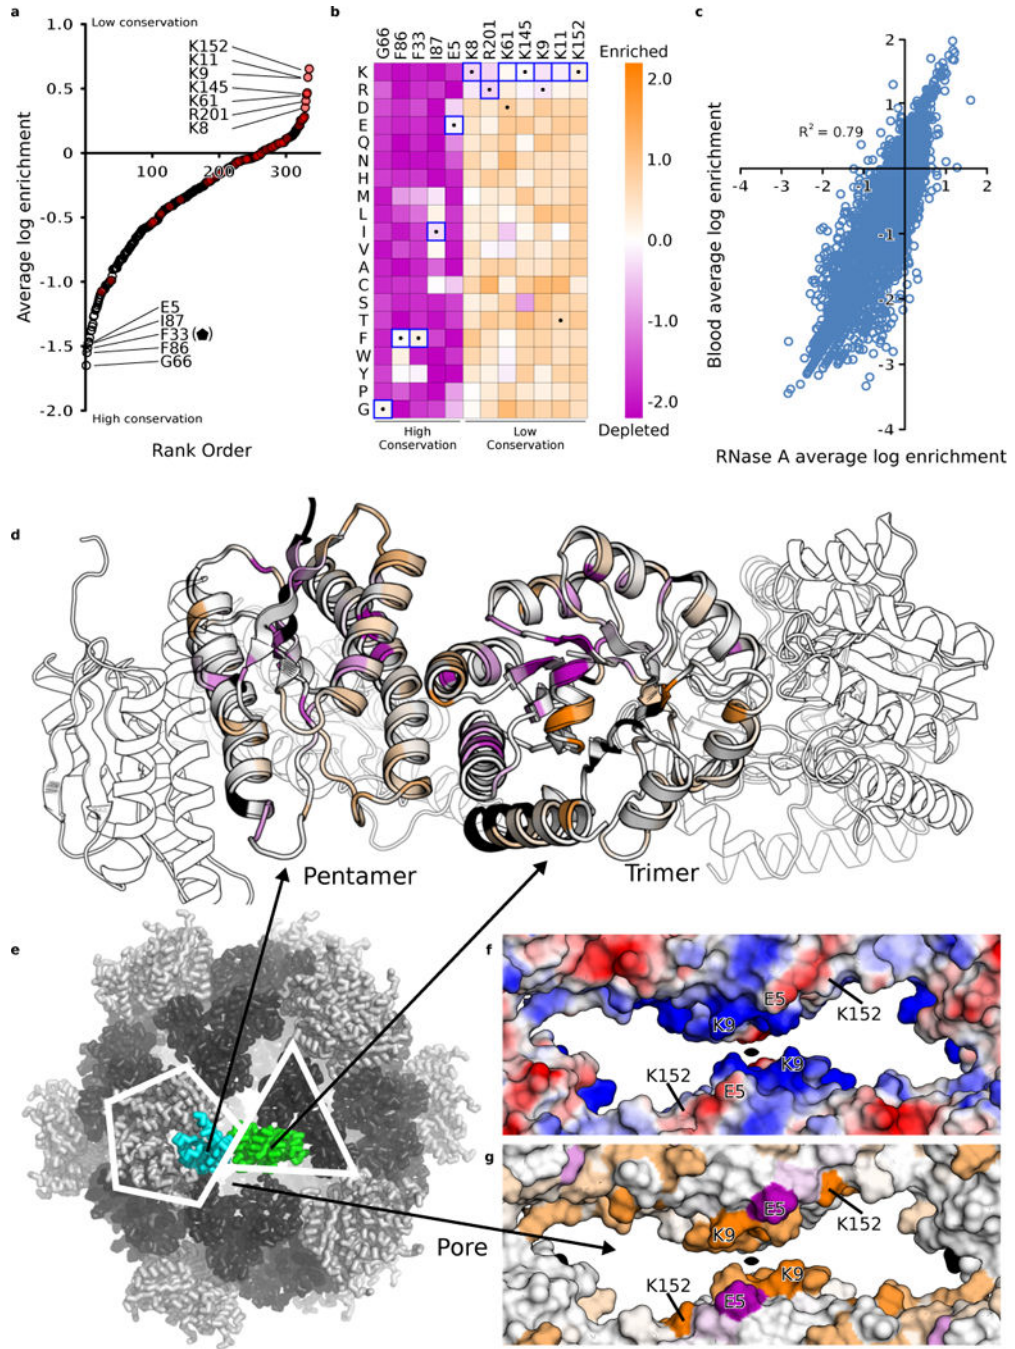 a
1.0
Low conservation
K152
K11
K9
K145
K61
R201
K8
0.5
0
100
200
300
-0.5
-1.0
-1.5
-2.0
E5
I87
F33 (⬟)
F86
G66
High conservation
Average log enrichment
Rank Order
b
G66
F86
F33
I87
E5
K8
R201
K61
K145
K9
K11
K152
K
R
D
E
Q
N
H
M
L
I
V
A
C
S
T
F
W
Y
P
G
High
Conservation
Low
Conservation
Enriched
2.0
1.0
0.0
-1.0
-2.0
Depleted
c
2
1
R² = 0.79
-4
-3
-2
-1
1
2
-1
-2
-3
-4
Blood average log enrichment
RNase A average log enrichment
d
Pentamer
Trimer
e
Pore
f
E5
K152
K9
K9
K152
E5
g
E5
K152
K9
K9
K152
E5